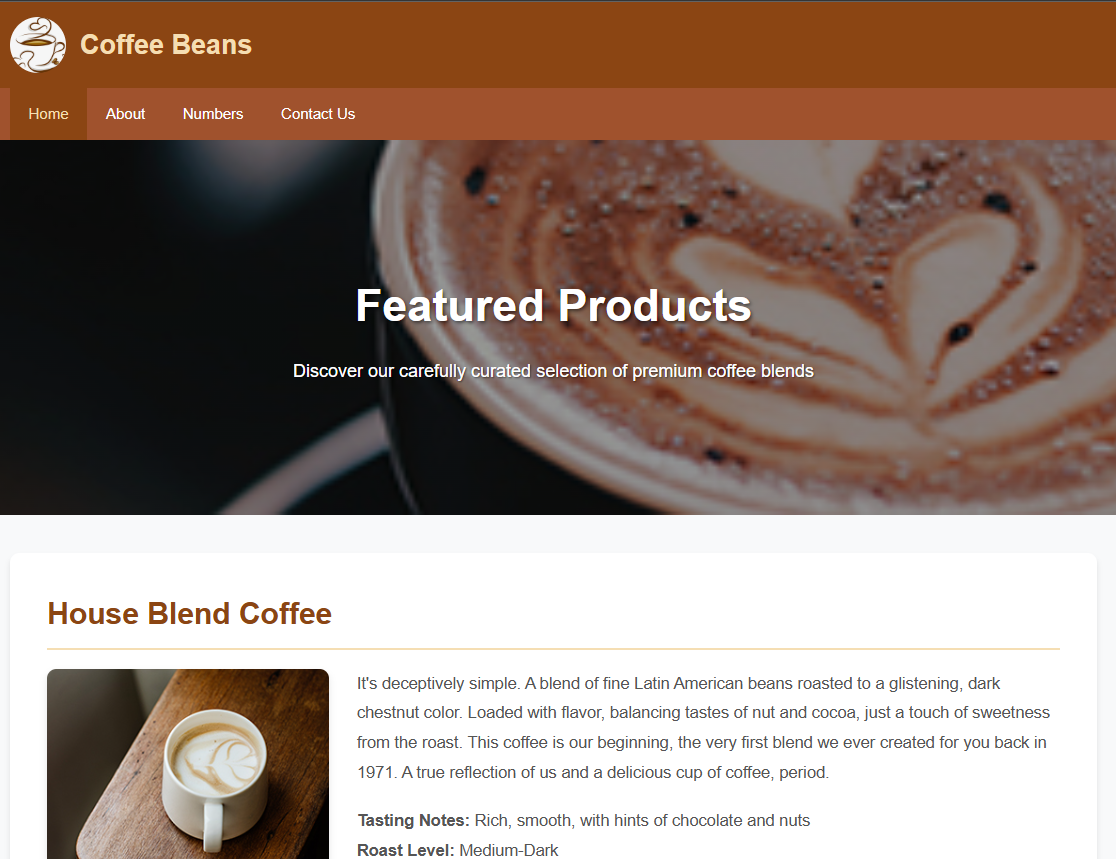 Coffee Beans
Home About Numbers Contact Us
Featured Products
Discover our carefully curated selection of premium coffee blends
House Blend Coffee
It's deceptively simple. A blend of fine Latin American beans roasted to a glistening, dark
chestnut color. Loaded with flavor, balancing tastes of nut and cocoa, just a touch of sweetness
from the roast. This coffee is our beginning, the very first blend we ever created for you back in
1971. A true reflection of us and a delicious cup of coffee, period.
Tasting Notes: Rich, smooth, with hints of chocolate and nuts
Roast Level: Medium-Dark